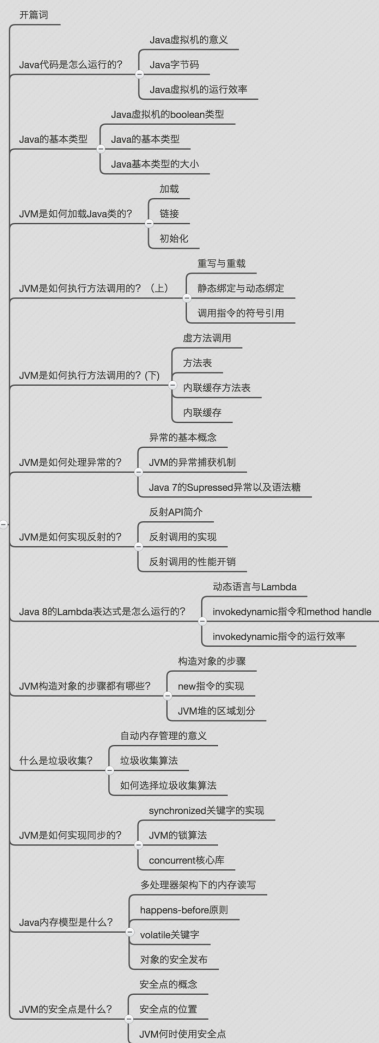 开篇词
Java代码是怎么运行的?
Java虚拟机的意义
Java字节码
Java虚拟机的运行效率
Java的基本类型
Java虚拟机的boolean类型
Java的基本类型
Java基本类型的大小
JVM是如何加载Java类的?
加载
链接
初始化
JVM是如何执行方法调用的? (上)
重写与重载
静态绑定与动态绑定
调用指令的符号引用
JVM是如何执行方法调用的? (下)
虚方法调用
方法表
内联缓存方法表
内联缓存
JVM是如何处理异常的?
异常的基本概念
JVM的异常捕获机制
Java 7的Supressed异常以及语法糖
JVM是如何实现反射的?
反射API简介
反射调用的实现
反射调用的性能开销
Java 8的Lambda表达式是怎么运行的?
动态语言与Lambda
invokedynamic指令和method handle
invokedynamic指令的运行效率
JVM构造对象的步骤都有哪些?
构造对象的步骤
new指令的实现
JVM堆的区域划分
什么是垃圾收集?
自动内存管理的意义
垃圾收集算法
如何选择垃圾收集算法
JVM是如何实现同步的?
synchronized关键字的实现
JVM的锁算法
concurrent核心库
Java内存模型是什么?
多处理器架构下的内存读写
happens-before原则
volatile关键字
对象的安全发布
JVM的安全点是什么?
安全点的概念
安全点的位置
JVM何时使用安全点